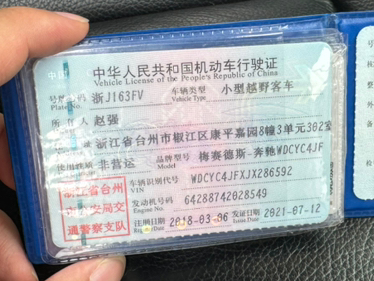 中华人民共和国机动车行驶证
Vehicle License of the People's Republic of China
号牌号码 浙J163FV 车辆类型 小型越野客车
Plate No. Vehicle Type
所有人 赵强
住址 浙江省台州市椒江区康平嘉园8幢3单元302室
使用性质 非营运 品牌型号 梅赛德斯-奔驰WDCYC4JF
Model
浙江省台州 车辆识别代号 WDCYC4JFXJX286592
VIN
市公安局交 发动机号码 64288742028549
Engine No.
通警察支队 注册日期 2018-03-06 发证日期 2021-07-12
Register Date Issue Date